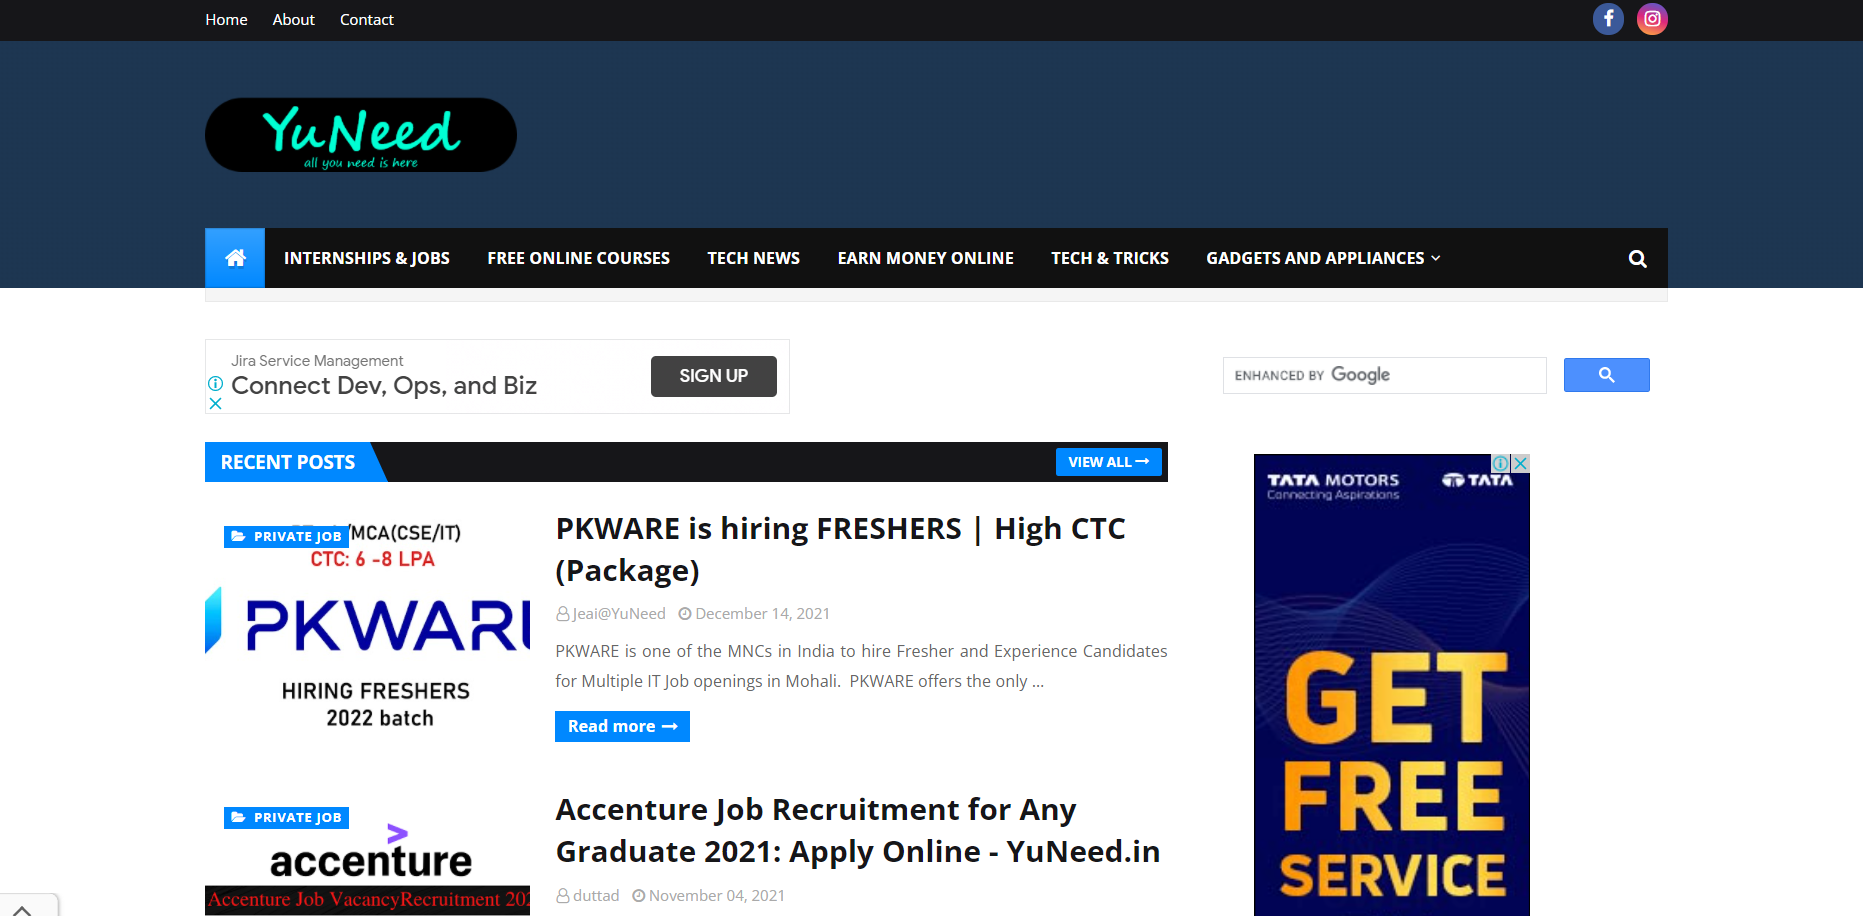 Home About Contact
YuNeed
all you need is here
INTERNSHIPS & JOBS FREE ONLINE COURSES TECH NEWS EARN MONEY ONLINE TECH & TRICKS GADGETS AND APPLIANCES
Jira Service Management
Connect Dev, Ops, and Biz
SIGN UP
ENHANCED BY Google
RECENT POSTS
VIEW ALL
PRIVATE JOB
/MCA(CSE/IT)
CTC: 6 -8 LPA
PKWARE
HIRING FRESHERS
2022 batch
PKWARE is hiring FRESHERS | High CTC
(Package)
Jeai@YuNeed December 14, 2021
PKWARE is one of the MNCs in India to hire Fresher and Experience Candidates
for Multiple IT Job openings in Mohali. PKWARE offers the only ...
Read more
PRIVATE JOB
accenture
Accenture Job VacancyRecruitment 202
Accenture Job Recruitment for Any
Graduate 2021: Apply Online - YuNeed.in
duttad November 04, 2021
TATA MOTORS
Connecting Aspirations
TATA
GET
FREE
SERVICE